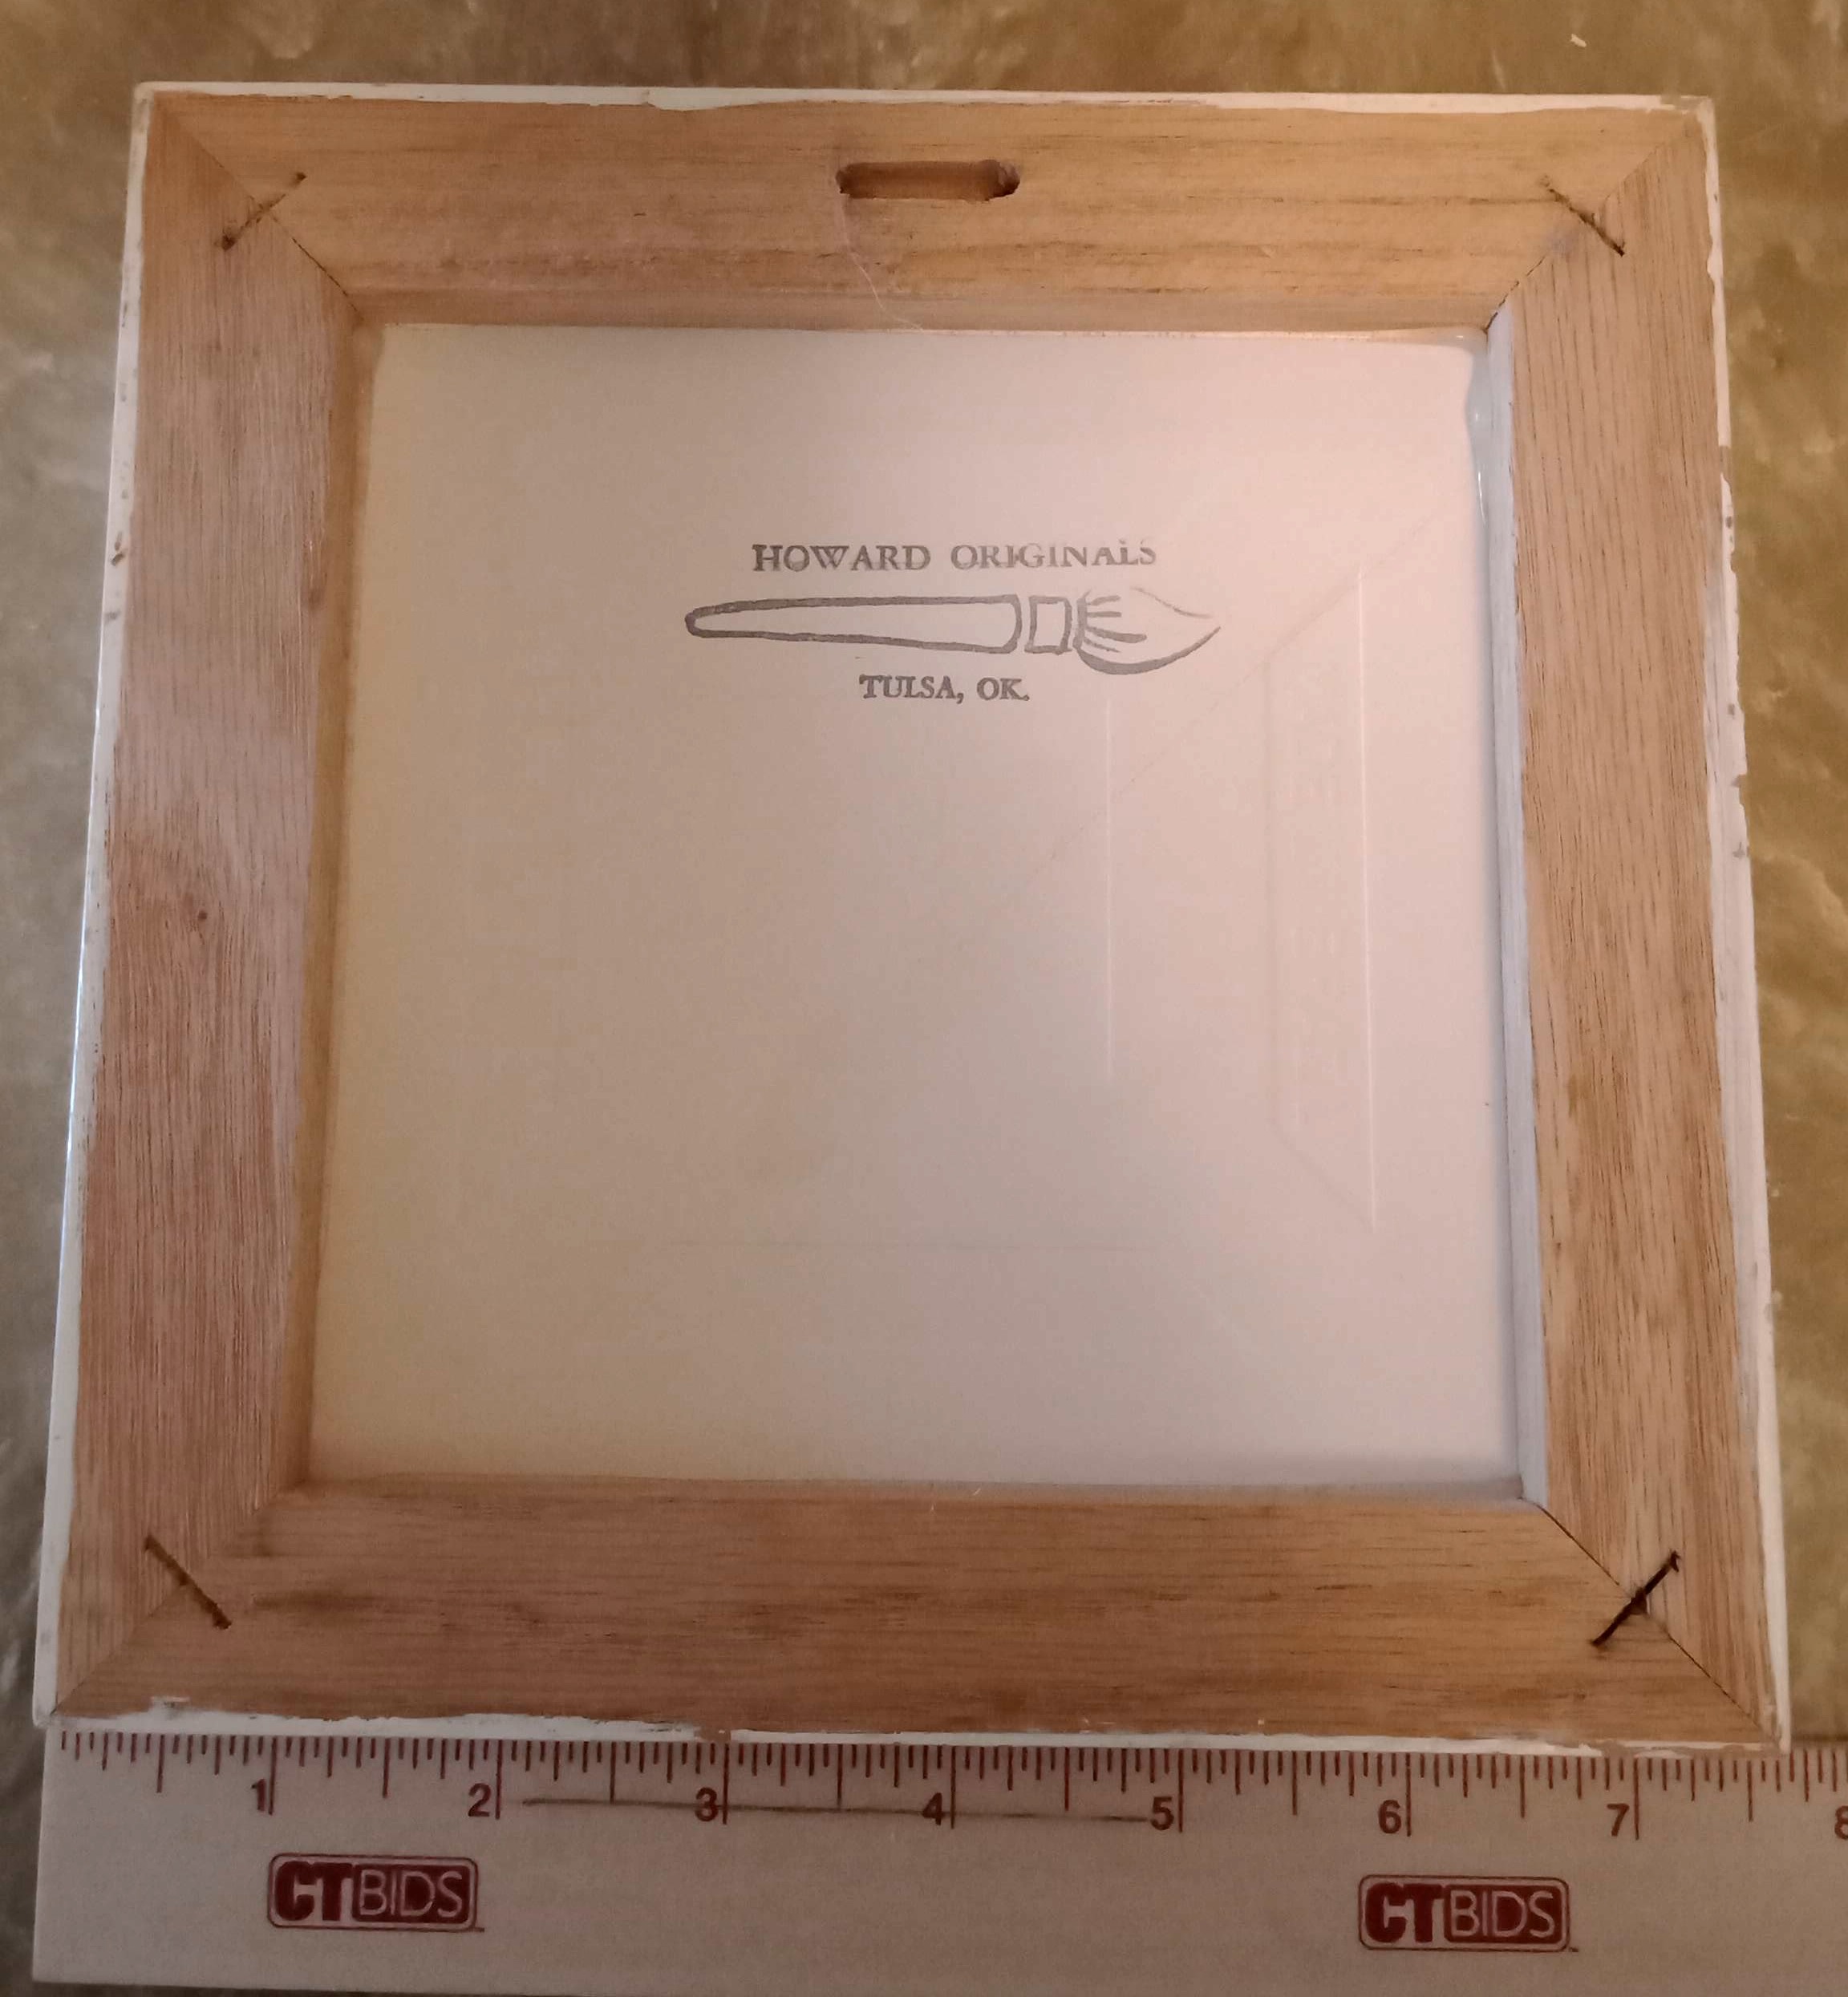 HOWARD ORIGINALS
TULSA, OK.
1 2 3 4 5 6 7 8
CTBIDS CTBIDS